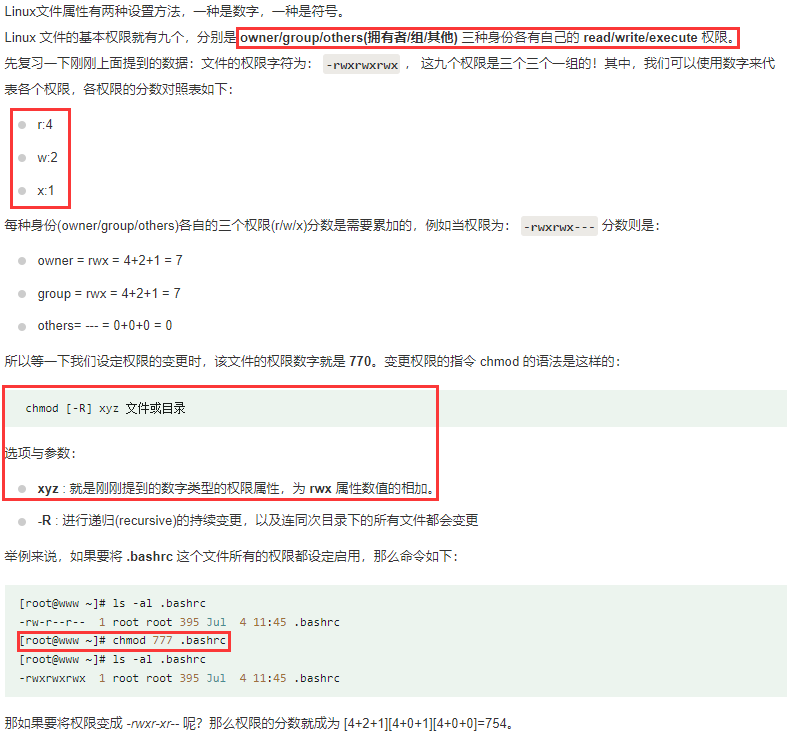 Linux文件属性有两种设置方法，一种是数字，一种是符号。
Linux 文件的基本权限就有九个，分别是 owner/group/others(拥有者/组/其他) 三种身份各有自己的 read/write/execute 权限。
先复习一下刚刚上面提到的数据：文件的权限字符为： -rwxrwxrwx ， 这九个权限是三个三个一组的！其中，我们可以使用数字来代
表各个权限，各权限的分数对照表如下：
r:4
w:2
x:1
每种身份(owner/group/others)各自的三个权限(r/w/x)分数是需要累加的，例如当权限为： -rwxrwx--- 分数则是：
owner = rwx = 4+2+1 = 7
group = rwx = 4+2+1 = 7
others= --- = 0+0+0 = 0
所以等一下我们设定权限的变更时，该文件的权限数字就是 770。变更权限的指令 chmod 的语法是这样的：
chmod [-R] xyz 文件或目录
选项与参数：
xyz : 就是刚刚提到的数字类型的权限属性，为 rwx 属性数值的相加。
-R : 进行递归(recursive)的持续变更，以及连同次目录下的所有文件都会变更
举例来说，如果要将 .bashrc 这个文件所有的权限都设定启用，那么命令如下：
[root@www ~]# ls -al .bashrc
-rw-r--r--  1 root root 395 Jul  4 11:45 .bashrc
[root@www ~]# chmod 777 .bashrc
[root@www ~]# ls -al .bashrc
-rwxrwxrwx  1 root root 395 Jul  4 11:45 .bashrc
那如果要将权限变成 -rwxr-xr-- 呢？那么权限的分数就成为 [4+2+1][4+0+1][4+0+0]=754。